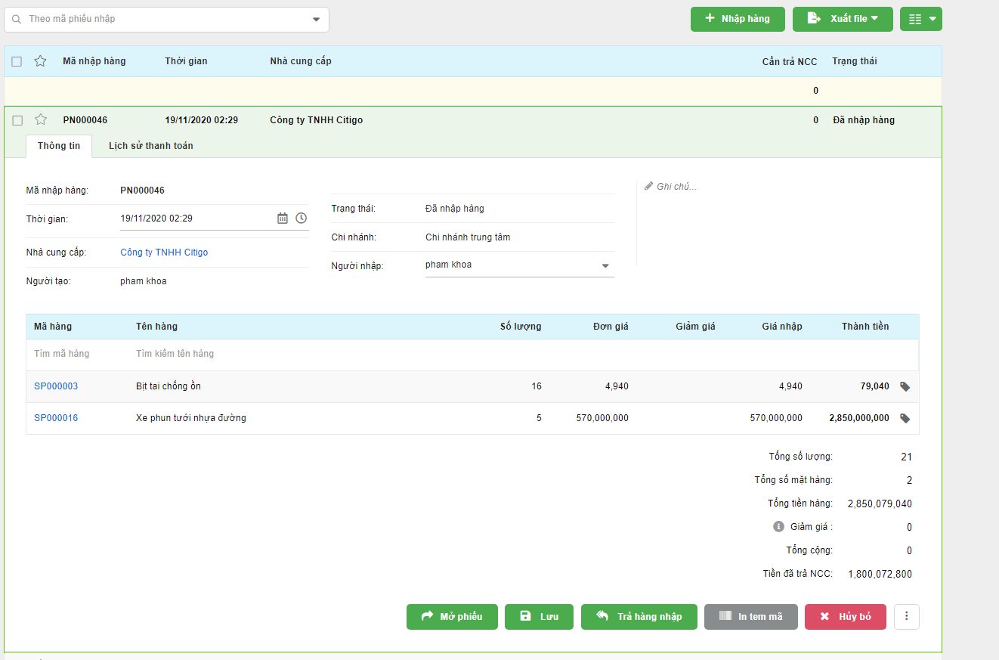 Theo mã phiếu nhập
Nhập hàng
Xuất file
Mã nhập hàng Thời gian Nhà cung cấp Cần trả NCC Trạng thái
0
PN000046 19/11/2020 02:29 Công ty TNHH Citigo 0 Đã nhập hàng
Thông tin Lịch sử thanh toán
Mã nhập hàng: PN000046
Thời gian: 19/11/2020 02:29
Nhà cung cấp: Công ty TNHH Citigo
Người tạo: pham khoa
Trạng thái: Đã nhập hàng
Chi nhánh: Chi nhánh trung tâm
Người nhập: pham khoa
Ghi chú...
Mã hàng Tên hàng Số lượng Đơn giá Giảm giá Giá nhập Thành tiền
Tìm mã hàng Tìm kiếm tên hàng
SP000003 Bịt tai chống ồn 16 4,940 4,940 79,040
SP000016 Xe phun tưới nhựa đường 5 570,000,000 570,000,000 2,850,000,000
Tổng số lượng: 21
Tổng số mặt hàng: 2
Tổng tiền hàng: 2,850,079,040
Giảm giá : 0
Tổng cộng: 0
Tiền đã trả NCC: 1,800,072,800
Mở phiếu Lưu Trả hàng nhập In tem mã Hủy bỏ